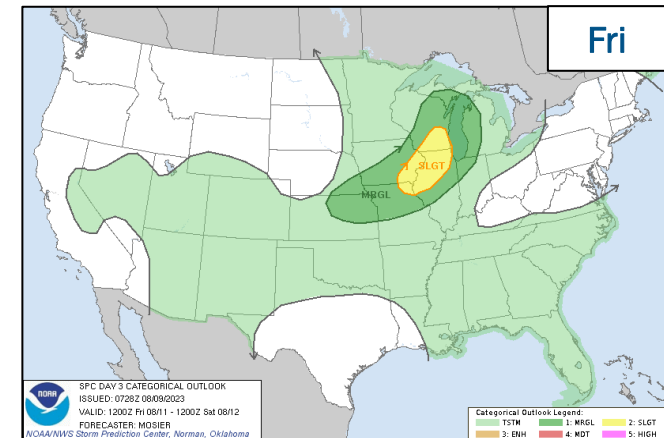 Fri
SLGT
MRGL
NOAA
SPC DAY 3 CATEGORICAL OUTLOOK
ISSUED: 0728Z 08/09/2023
VALID: 1200Z Fri 08/11 - 1200Z Sat 08/12
FORECASTER: MOSIER
NOAA/NWS Storm Prediction Center, Norman, Oklahoma
Categorical Outlook Legend:
TSTM 1: MRGL 2: SLGT
3: ENH 4: MDT 5: HIGH